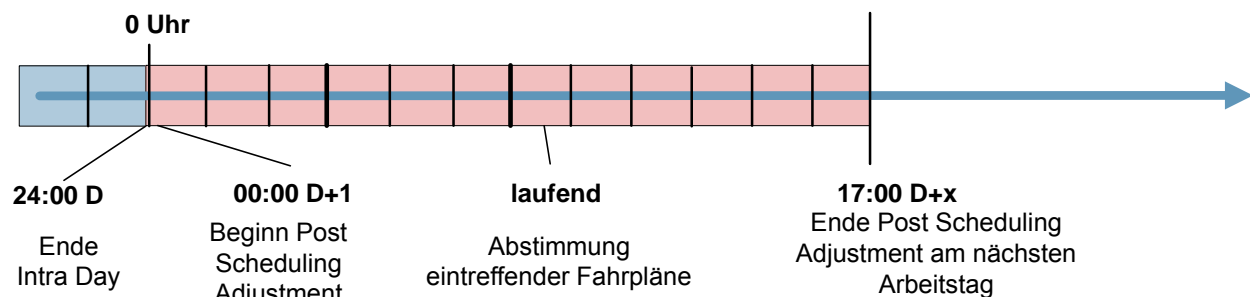 0 Uhr
24:00 D
Ende
Intra Day
00:00 D+1
Beginn Post
Scheduling
Adjustment
laufend
Abstimmung
eintreffender Fahrpläne
17:00 D+x
Ende Post Scheduling
Adjustment am nächsten
Arbeitstag